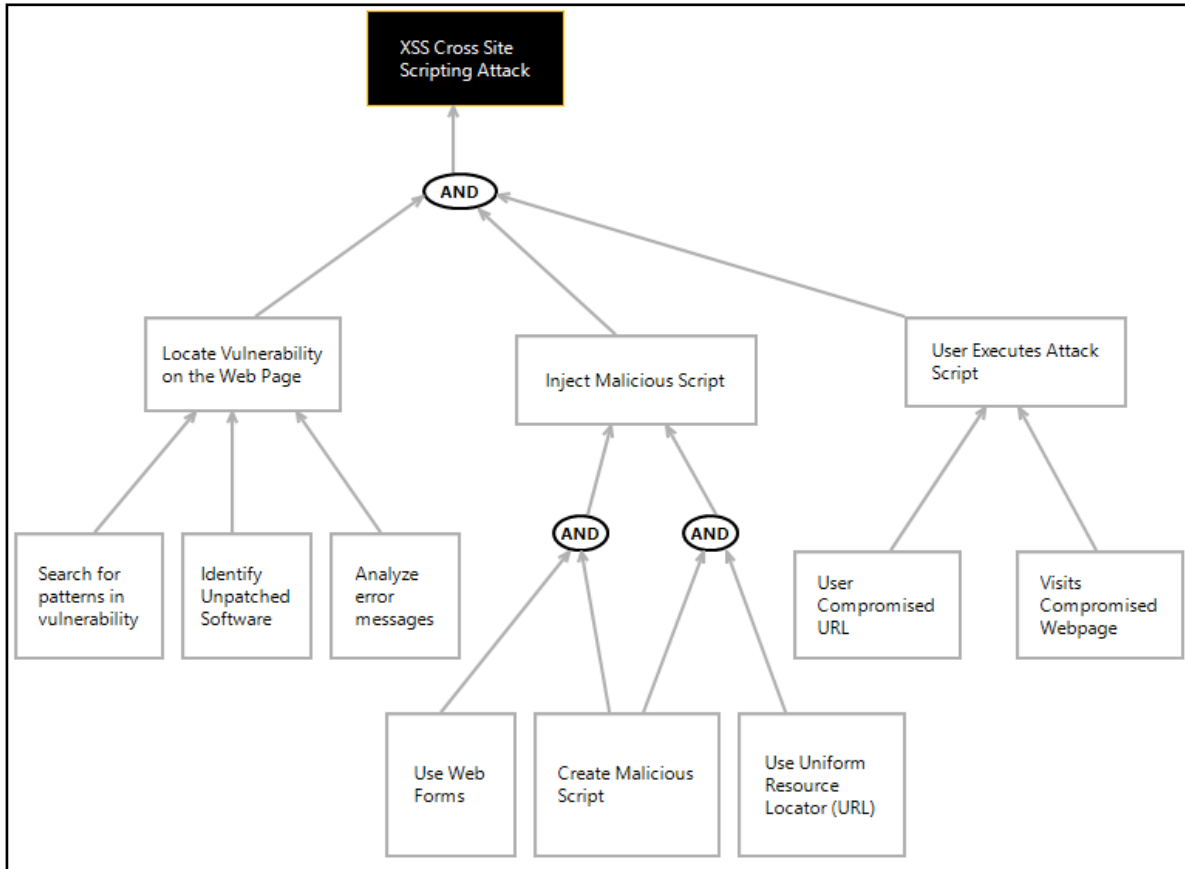 XSS Cross Site
Scripting Attack
AND
Locate Vulnerability
on the Web Page
Inject Malicious Script
User Executes Attack
Script
Search for
patterns in
vulnerability
Identify
Unpatched
Software
Analyze
error
messages
AND
AND
User
Compromised
URL
Visits
Compromised
Webpage
Use Web
Forms
Create Malicious
Script
Use Uniform
Resource
Locator (URL)